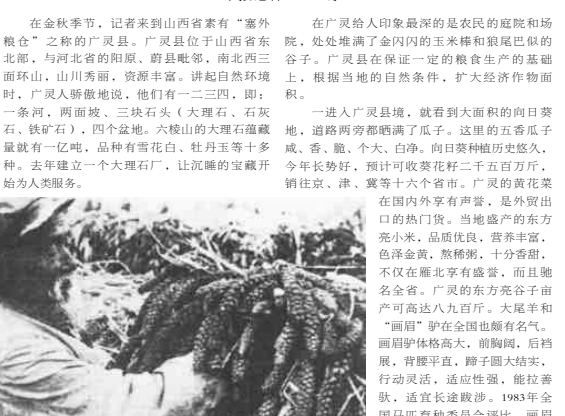 在金秋季节，记者来到山西省素有“塞外
粮仓”之称的广灵县。广灵县位于山西省东
北部，与河北省的阳原、蔚县毗邻，南北西三
面环山，山川秀丽，资源丰富。讲起自然环境
时，广灵人骄傲地说，他们有一二三四，即：
一条河，两面坡、三块石头（大理石、石灰
石、铁矿石），四个盆地。六棱山的大理石蕴藏
量就有一亿吨，品种有雪花白、牡丹玉等十多
种。去年建立一个大理石厂，让沉睡的宝藏开
始为人类服务。
在广灵给人印象最深的是农民的庭院和场
院，处处堆满了金闪闪的玉米棒和狼尾巴似的
谷子。广灵县在保证一定的粮食生产的基础
上，根据当地的自然条件，扩大经济作物面
积。
一进入广灵县境，就看到大面积的向日葵
地，道路两旁都晒满了瓜子。这里的五香瓜子
咸、香、脆、个大、白净。向日葵种植历史悠久，
今年长势好，预计可收葵花籽二千五百万斤，
销往京、津、冀等十六个省市。广灵的黄花菜
在国内外享有声誉，是外贸出
口的热门货。当地盛产的东方
亮小米，品质优良，营养丰富，
色泽金黄，熬稀粥，十分香甜，
不仅在雁北享有盛誉，而且驰
名全省。广灵的东方亮谷子亩
产可高达八九百斤。大尾羊和
“画眉”驴在全国也颇有名气。
画眉驴体格高大，前胸阔，后裆
展，背腰平直，蹄子圆大结实，
行动灵活，适应性强，能拉善
驮，适宜长途跋涉。1983年全
国马匹育种委员会评比，画眉